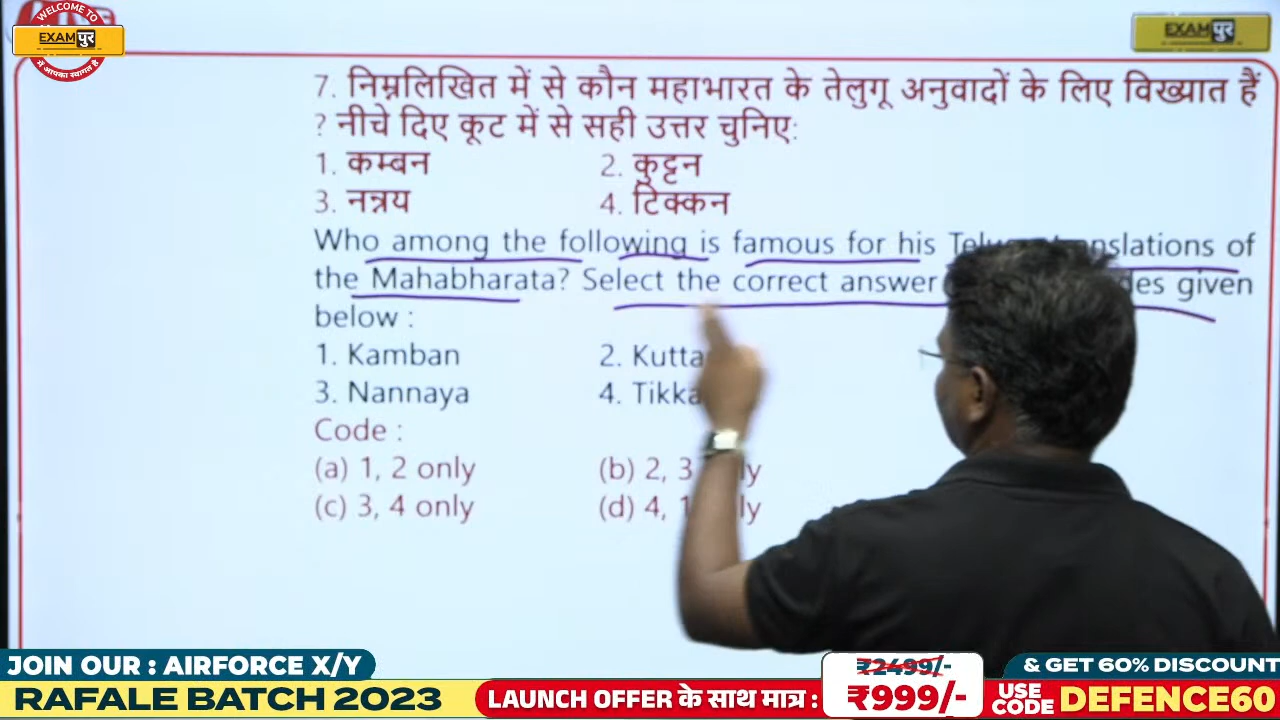 WELCOME TO
EXAMपुर
में आपका स्वागत है
EXAMपुर
7. निम्नलिखित में से कौन महाभारत के तेलुगू अनुवादों के लिए विख्यात हैं
? नीचे दिए कूट में से सही उत्तर चुनिए:
1. कम्बन 2. कुट्टन
3. नन्नय 4. टिक्कन
Who among the following is famous for his of
the Mahabharata? Select the correct answer given
below :
1. Kamban 2.
3. Nannaya 4.
Code :
(a) 1, 2 only (b) 2, 3
(c) 3, 4 only (d) 4,
JOIN OUR : AIRFORCE X/Y
RAFALE BATCH 2023
LAUNCH OFFER के साथ मात्र :
₹2499/-
₹999/-
& GET 60% DISCOUNT
USE CODE DEFENCE60